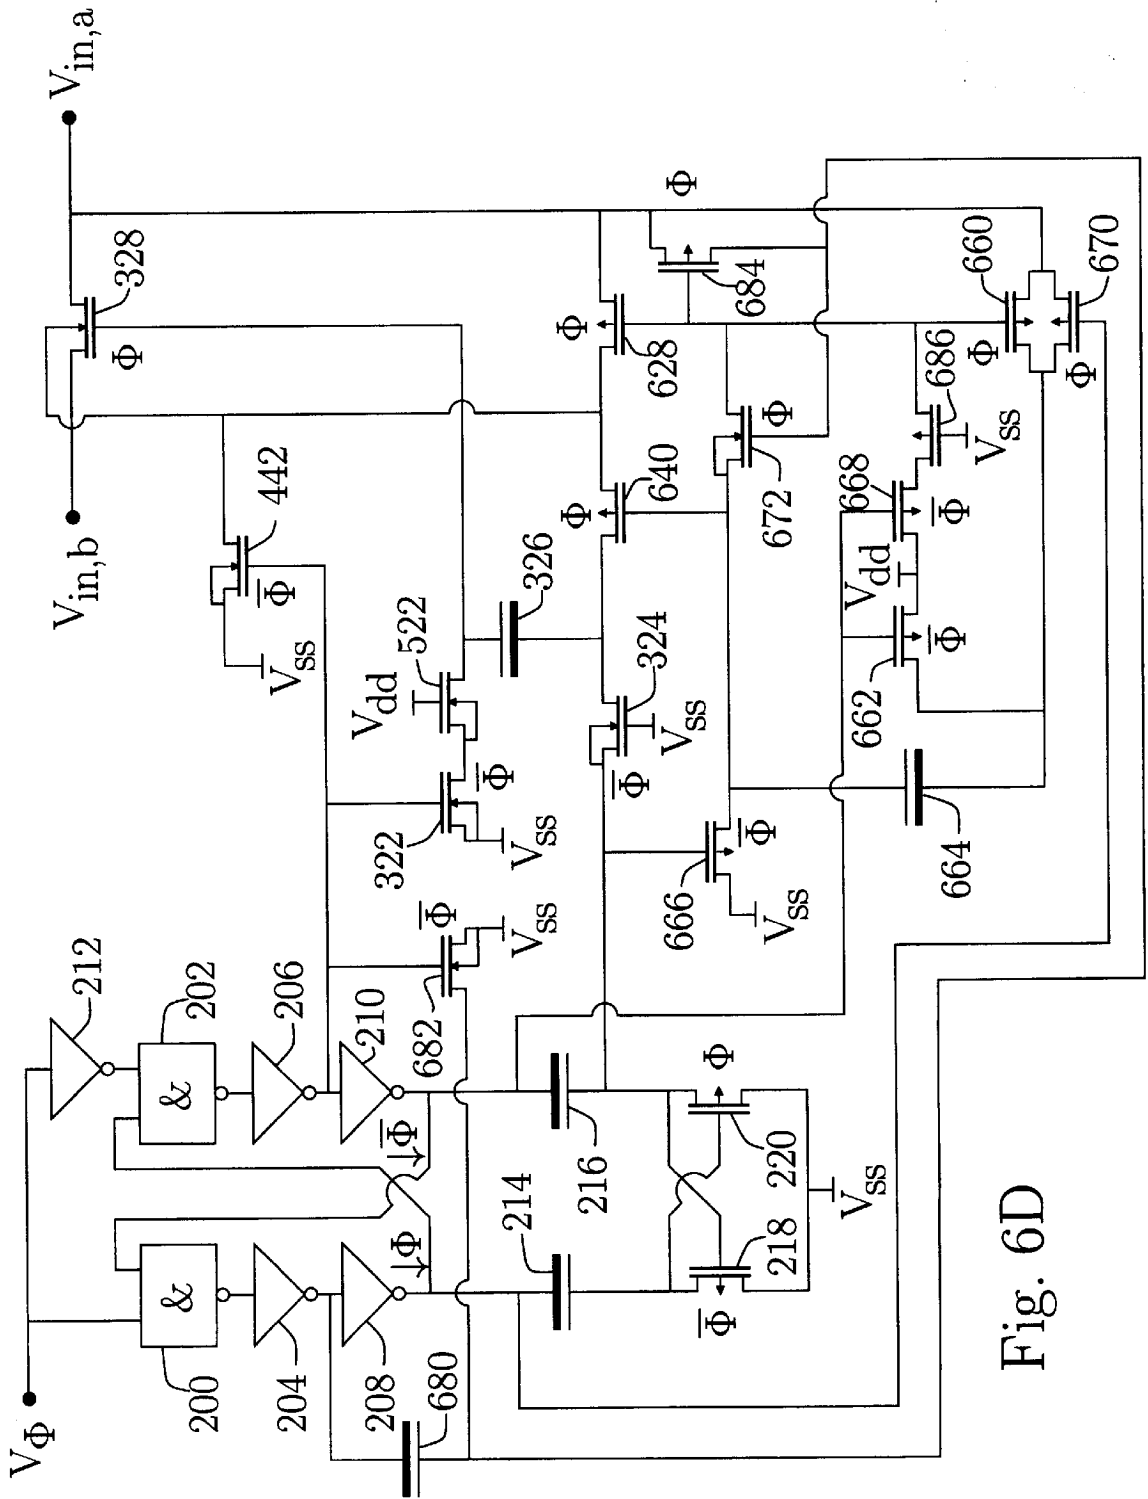 V_in,a
V_in,b
328
Φ
442
Φ̅
V_ss
212
V_Φ
202
&
200
&
206
204
210
208
↓Φ̅
↓Φ
680
682
Φ̅
V_ss
322
Φ̅
V_ss
522
V_dd
326
324
Φ̅
V_ss
640
Φ
628
Φ
684
Φ
672
Φ
666
Φ̅
V_ss
214
216
218
Φ̅
220
Φ
V_ss
662
Φ̅
V_dd
668
Φ̅
686
V_ss
664
660
Φ
670
Φ
Fig. 6D